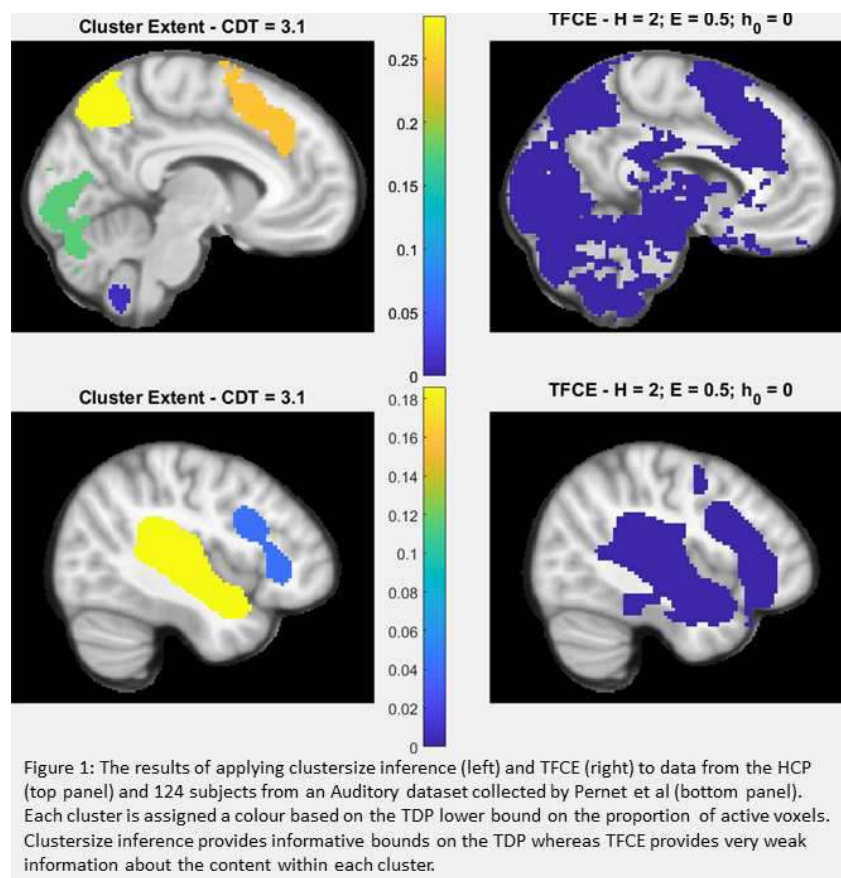 Cluster Extent - CDT = 3.1
TFCE - H = 2; E = 0.5; h0 = 0
0.25
0.2
0.15
0.1
0.05
0
Cluster Extent - CDT = 3.1
TFCE - H = 2; E = 0.5; h0 = 0
0.18
0.16
0.14
0.12
0.1
0.08
0.06
0.04
0.02
0
Figure 1: The results of applying clustersize inference (left) and TFCE (right) to data from the HCP
(top panel) and 124 subjects from an Auditory dataset collected by Pernet et al (bottom panel).
Each cluster is assigned a colour based on the TDP lower bound on the proportion of active voxels.
Clustersize inference provides informative bounds on the TDP whereas TFCE provides very weak
information about the content within each cluster.